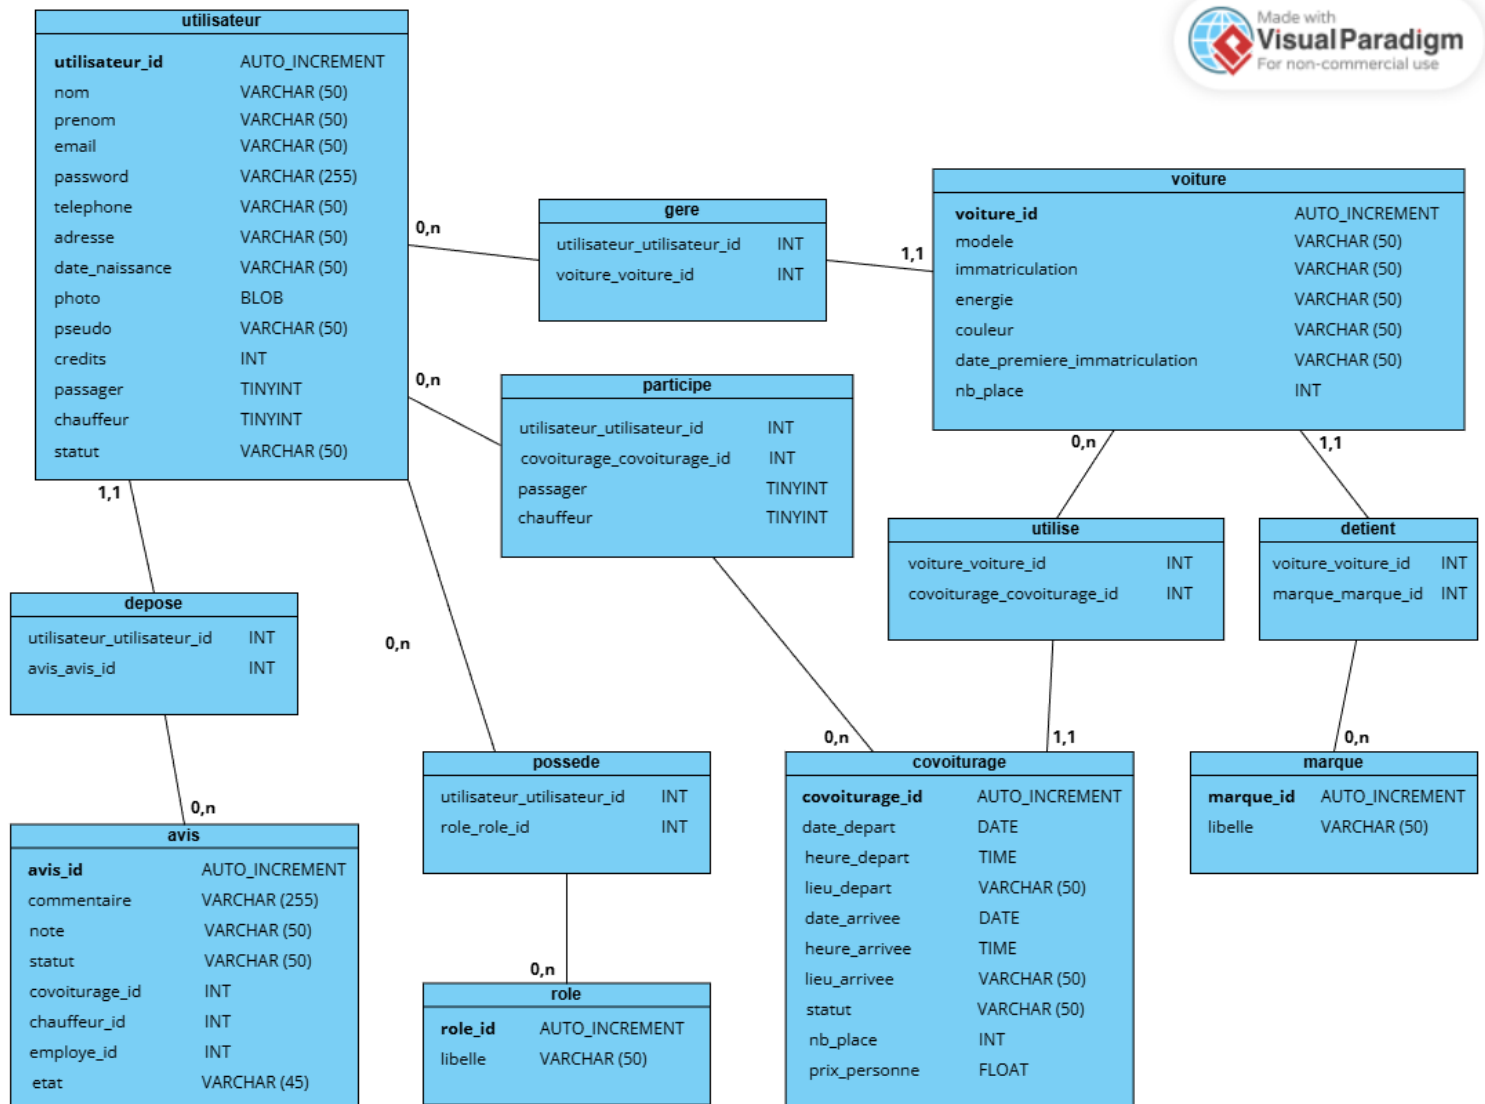 Made with
Visual Paradigm
For non-commercial use
utilisateur
utilisateur_id AUTO_INCREMENT
nom VARCHAR (50)
prenom VARCHAR (50)
email VARCHAR (50)
password VARCHAR (255)
telephone VARCHAR (50)
adresse VARCHAR (50)
date_naissance VARCHAR (50)
photo BLOB
pseudo VARCHAR (50)
credits INT
passager TINYINT
chauffeur TINYINT
statut VARCHAR (50)
0,n
gere
utilisateur_utilisateur_id INT
voiture_voiture_id INT
1,1
voiture
voiture_id AUTO_INCREMENT
modele VARCHAR (50)
immatriculation VARCHAR (50)
energie VARCHAR (50)
couleur VARCHAR (50)
date_premiere_immatriculation VARCHAR (50)
nb_place INT
0,n
participe
utilisateur_utilisateur_id INT
covoiturage_covoiturage_id INT
passager TINYINT
chauffeur TINYINT
0,n
1,1
1,1
utilise
voiture_voiture_id INT
covoiturage_covoiturage_id INT
detient
voiture_voiture_id INT
marque_marque_id INT
depose
utilisateur_utilisateur_id INT
avis_avis_id INT
0,n
0,n
1,1
0,n
0,n
possede
utilisateur_utilisateur_id INT
role_role_id INT
covoiturage
covoiturage_id AUTO_INCREMENT
date_depart DATE
heure_depart TIME
lieu_depart VARCHAR (50)
date_arrivee DATE
heure_arrivee TIME
lieu_arrivee VARCHAR (50)
statut VARCHAR (50)
nb_place INT
prix_personne FLOAT
marque
marque_id AUTO_INCREMENT
libelle VARCHAR (50)
avis
avis_id AUTO_INCREMENT
commentaire VARCHAR (255)
note VARCHAR (50)
statut VARCHAR (50)
covoiturage_id INT
chauffeur_id INT
employe_id INT
etat VARCHAR (45)
0,n
role
role_id AUTO_INCREMENT
libelle VARCHAR (50)